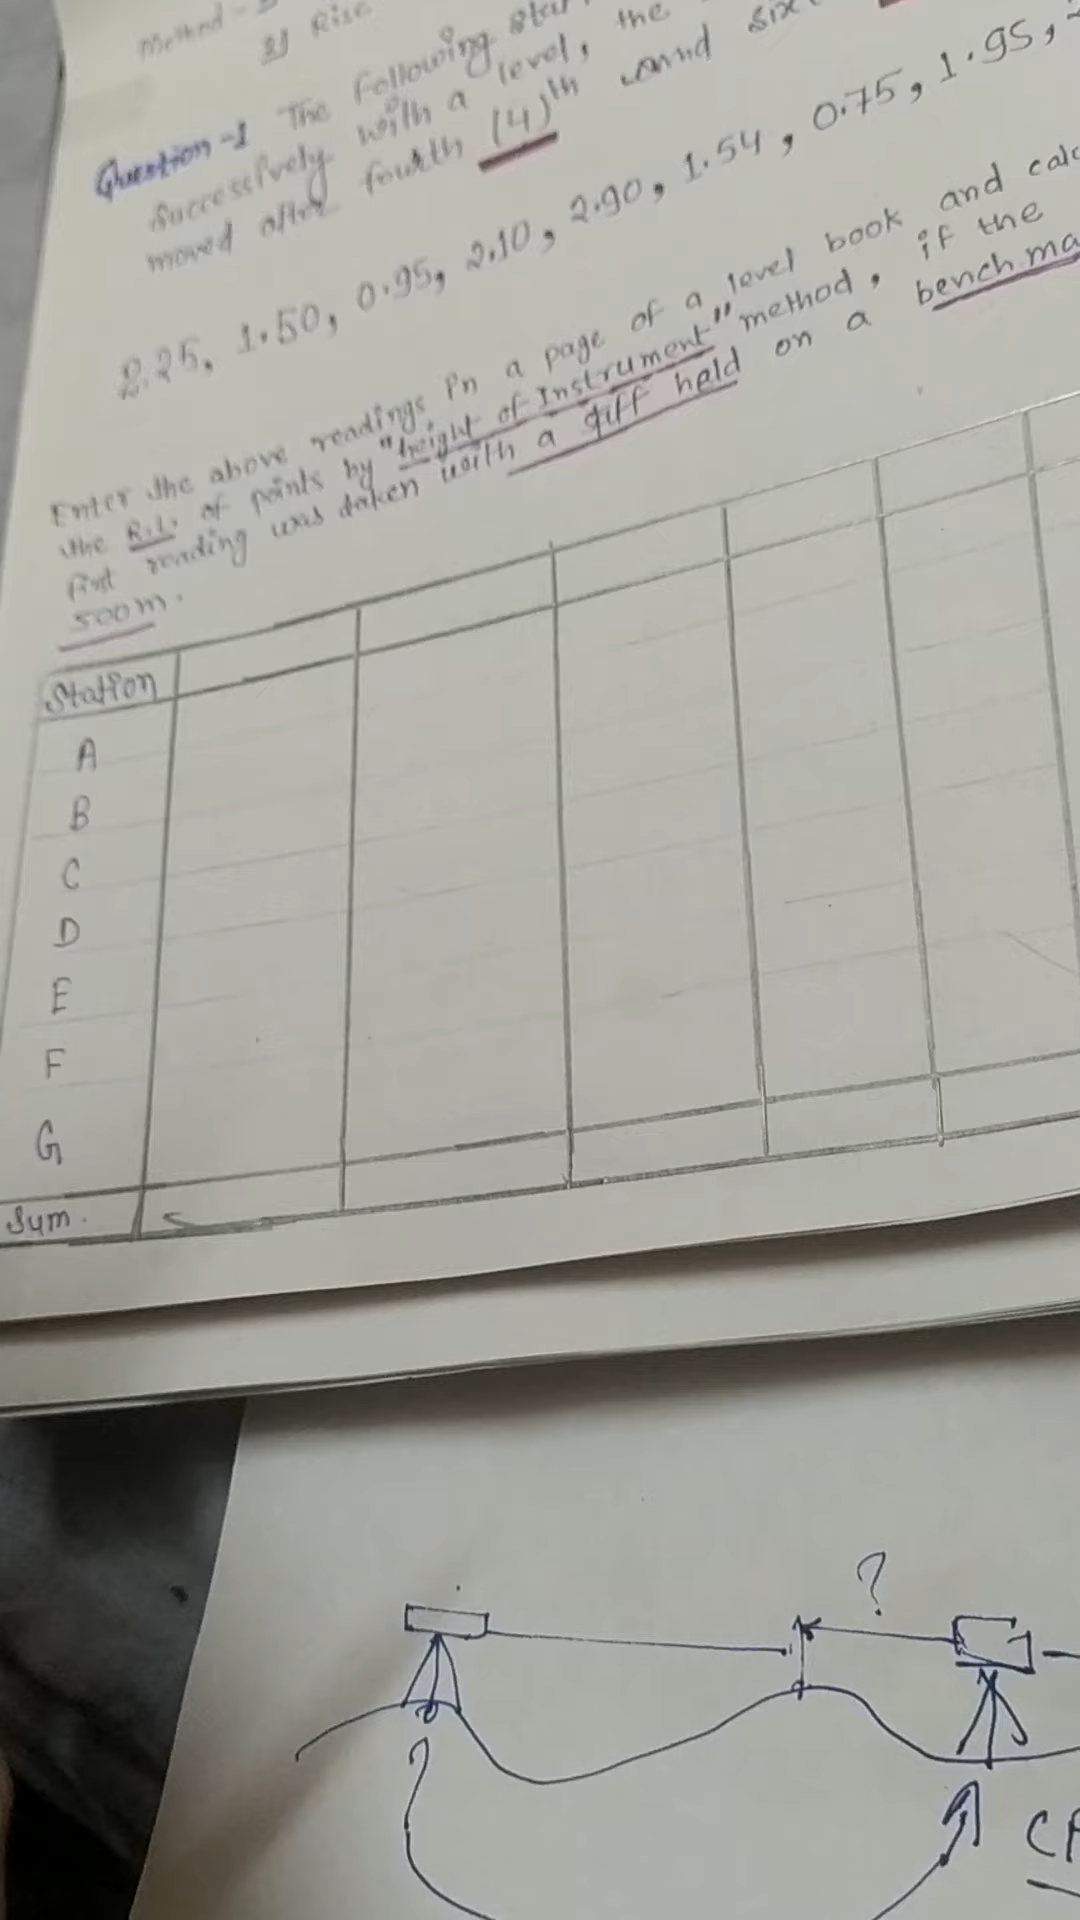 Method -
By Rise
Question-1 The following
successively with a level, the
moved after fourth (4)th and six
2.25, 1.50, 0.95, 2.10, 2.90, 1.54, 0.75, 1.95,
Enter the above readings in a page of a level book and calc
the R.L. of points by "height of Instrument" method, if the
first reading was taken with a staff held on a bench ma
500m.
Station
A
B
C
D
E
F
G
Sum.
?